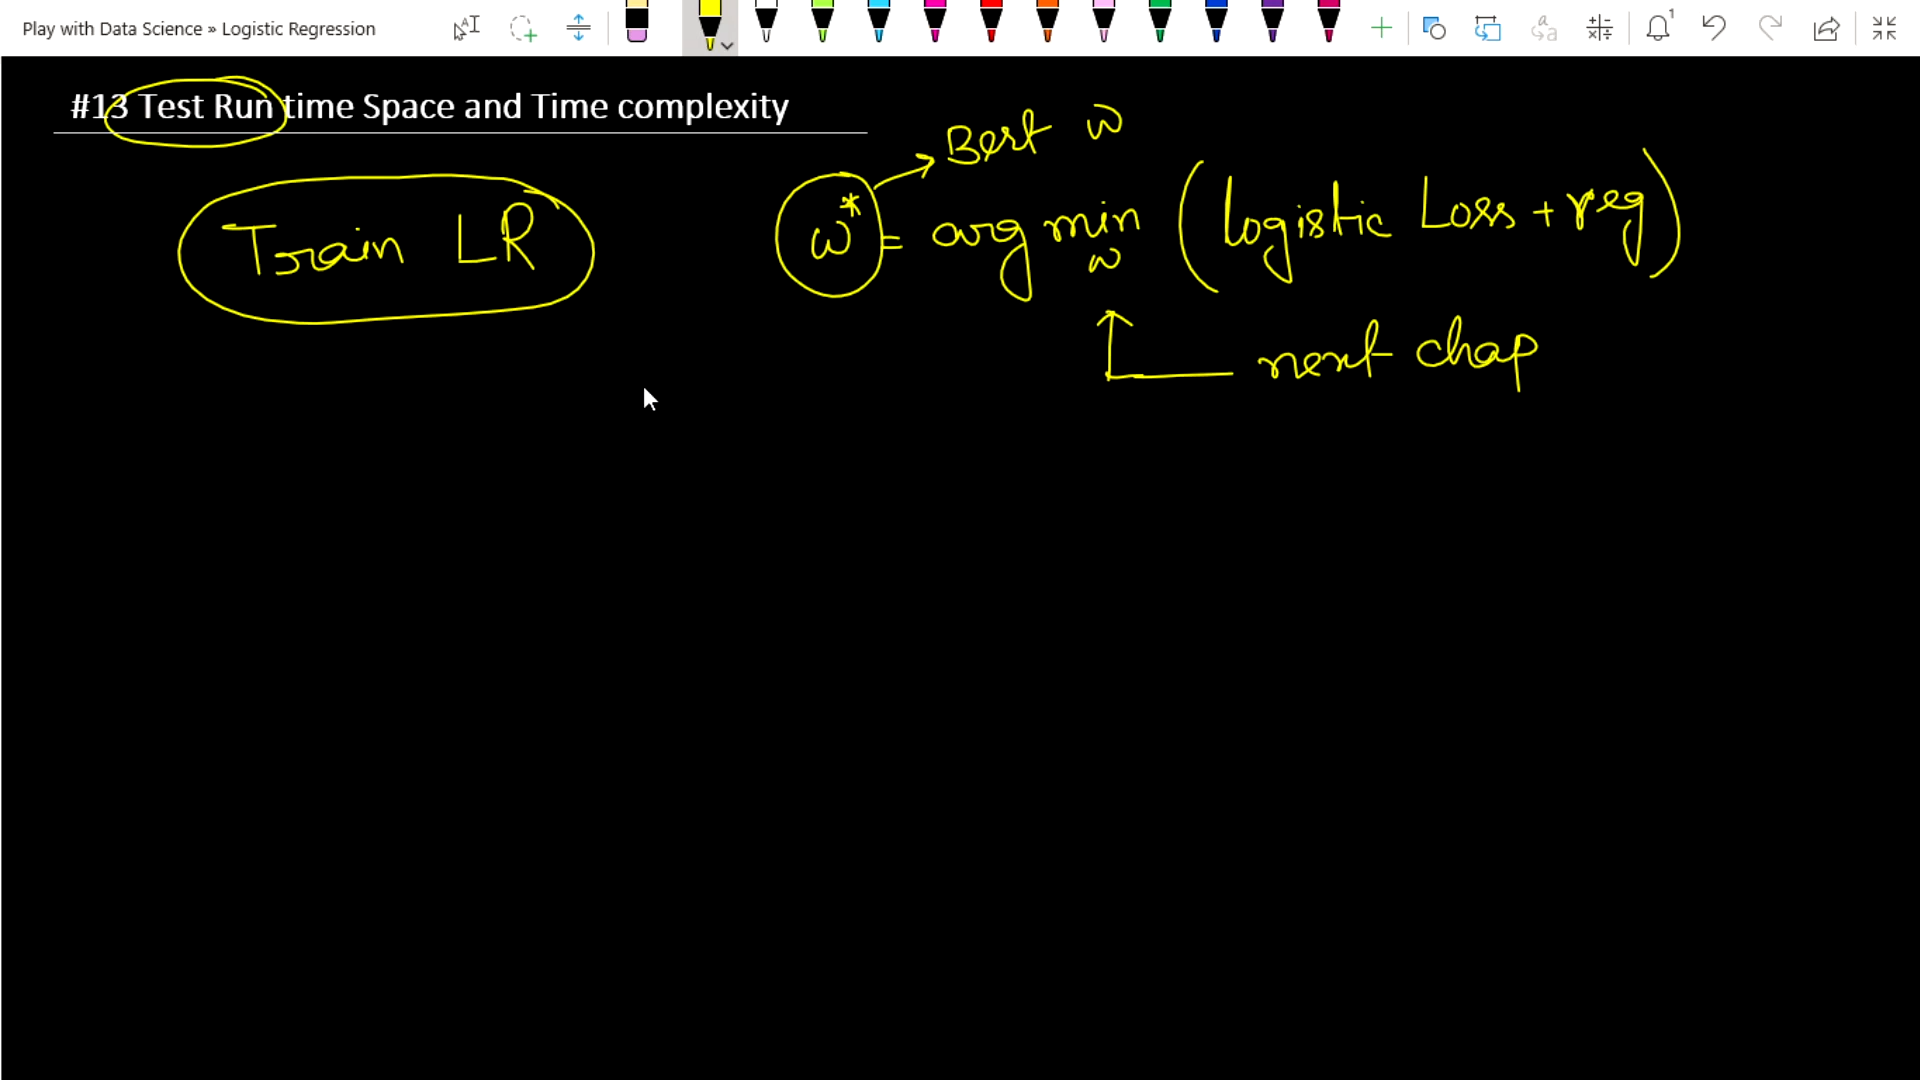 Play with Data Science » Logistic Regression
#13 Test Run time Space and Time complexity
Best w
Train LR
w* = arg min w (logistic Loss + reg)
next chap